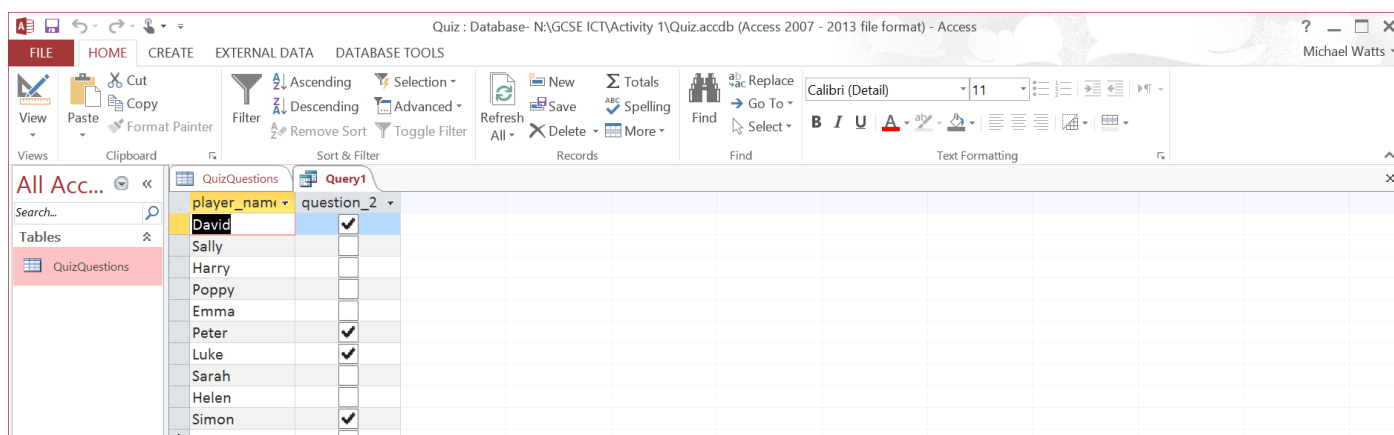 Quiz : Database- N:\GCSE ICT\Activity 1\Quiz.accdb (Access 2007 - 2013 file format) - Access
FILE HOME CREATE EXTERNAL DATA DATABASE TOOLS Michael Watts
View Paste Cut Copy Format Painter
Filter Ascending Descending Remove Sort Selection Advanced Toggle Filter
Refresh All New Save Delete Totals Spelling More
Find Replace Go To Select
Calibri (Detail) 11
B I U A
Views Clipboard Sort & Filter Records Find Text Formatting
All Acc... QuizQuestions Query1
Search...
Tables
QuizQuestions
player_name question_2
David
Sally
Harry
Poppy
Emma
Peter
Luke
Sarah
Helen
Simon